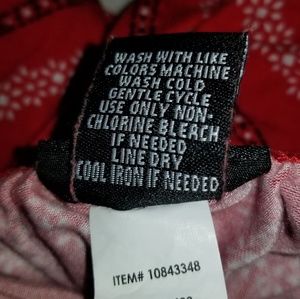 WASH WITH LIKE
COLORS MACHINE
WASH COLD
GENTLE CYCLE
USE ONLY NON-
CHLORINE BLEACH
IF NEEDED
LINE DRY
COOL IRON IF NEEDED
ITEM# 10843348